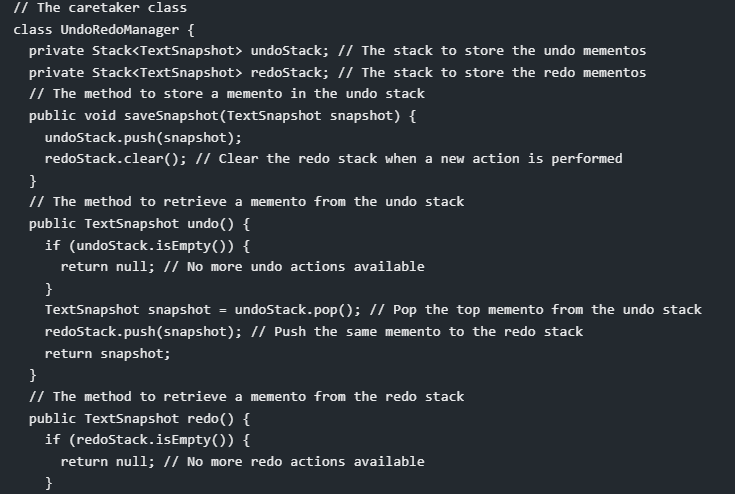 // The caretaker class
class UndoRedoManager {
  private Stack<TextSnapshot> undoStack; // The stack to store the undo mementos
  private Stack<TextSnapshot> redoStack; // The stack to store the redo mementos
  // The method to store a memento in the undo stack
  public void saveSnapshot(TextSnapshot snapshot) {
    undoStack.push(snapshot);
    redoStack.clear(); // Clear the redo stack when a new action is performed
  }
  // The method to retrieve a memento from the undo stack
  public TextSnapshot undo() {
    if (undoStack.isEmpty()) {
      return null; // No more undo actions available
    }
    TextSnapshot snapshot = undoStack.pop(); // Pop the top memento from the undo stack
    redoStack.push(snapshot); // Push the same memento to the redo stack
    return snapshot;
  }
  // The method to retrieve a memento from the redo stack
  public TextSnapshot redo() {
    if (redoStack.isEmpty()) {
      return null; // No more redo actions available
    }